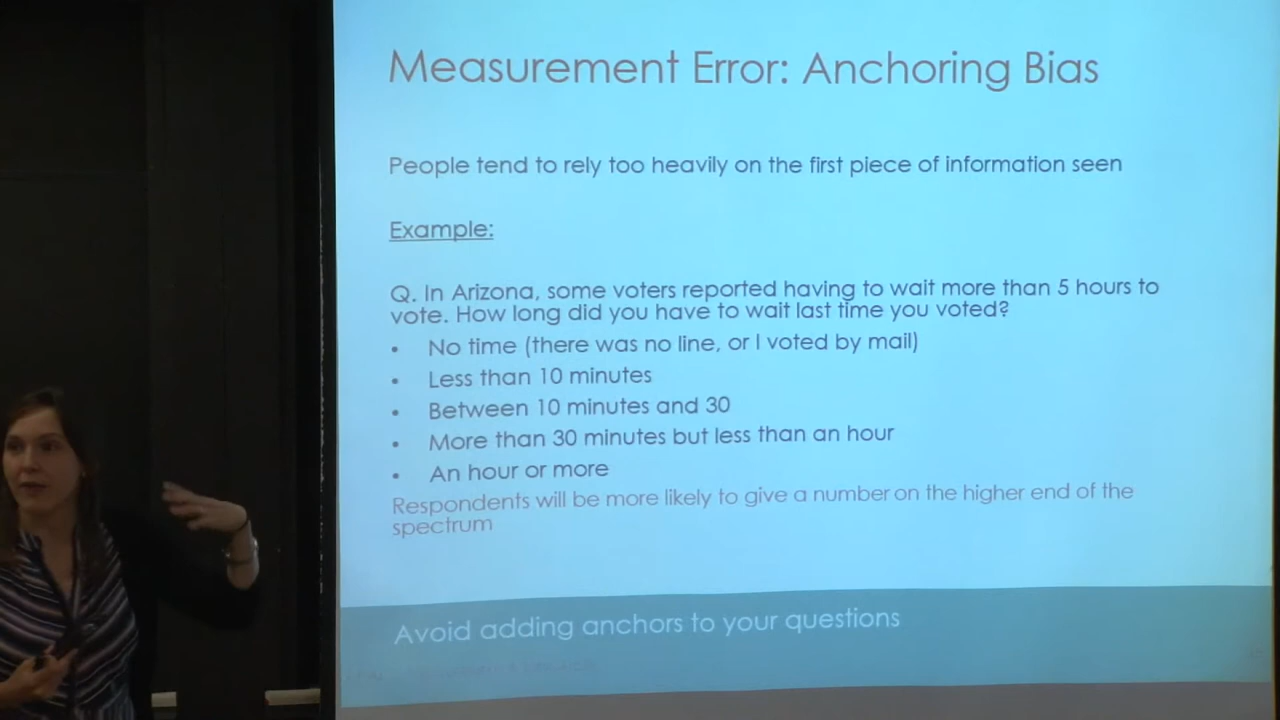 Measurement Error: Anchoring Bias
People tend to rely too heavily on the first piece of information seen
Example:
Q. In Arizona, some voters reported having to wait more than 5 hours to
vote. How long did you have to wait last time you voted?
• No time (there was no line, or I voted by mail)
• Less than 10 minutes
• Between 10 minutes and 30
• More than 30 minutes but less than an hour
• An hour or more
Respondents will be more likely to give a number on the higher end of the
spectrum
Avoid adding anchors to your questions